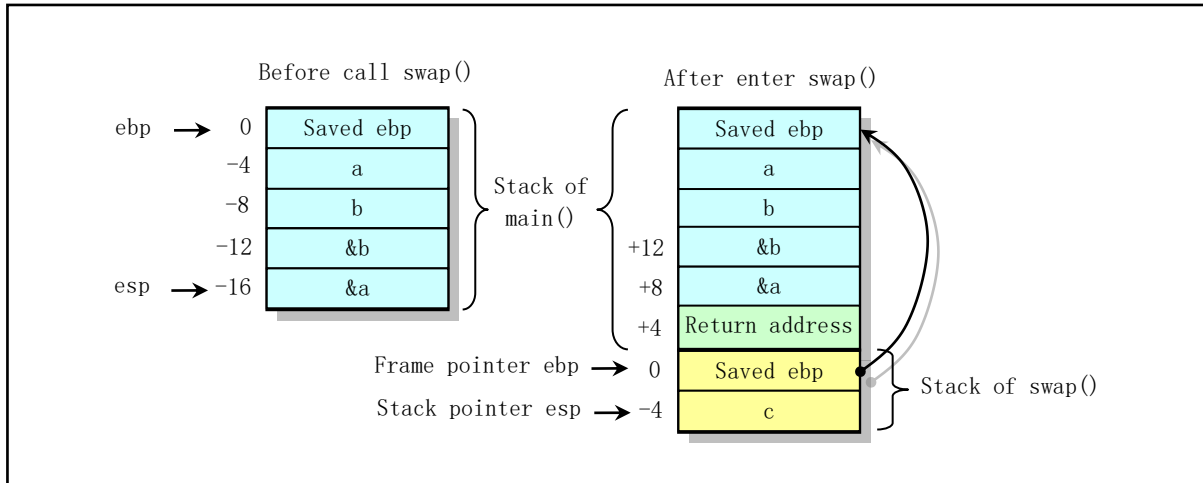 Before call swap()
ebp
0
Saved ebp
-4
a
-8
b
-12
&b
esp
-16
&a
Stack of
main()
After enter swap()
Saved ebp
a
b
+12
&b
+8
&a
+4
Return address
Frame pointer ebp
0
Saved ebp
Stack pointer esp
-4
c
Stack of swap()